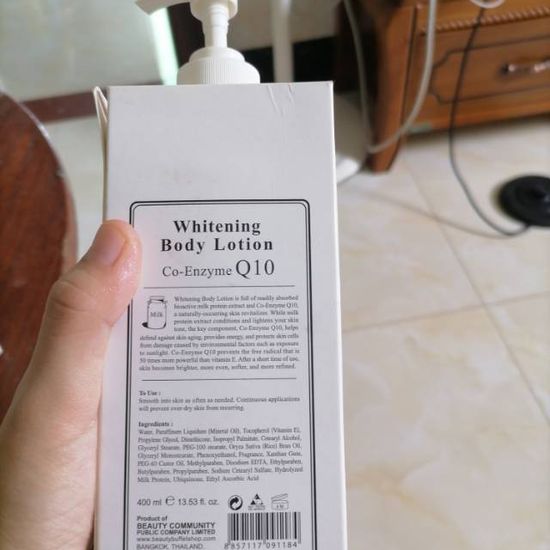 Whitening
Body Lotion
Co-Enzyme Q10
Milk
Whitening Body Lotion is full of readily absorbed
bioactive milk protein extract and Co-Enzyme Q10,
a naturally-occurring skin revitalizer. While milk
protein extract conditions and lightens your skin
tone, the key component, Co-Enzyme Q10, helps
defend against skin aging, provides energy, and protects skin cells
from damage caused by environmental factors such as exposure
to sunlight. Co-Enzyme Q10 prevents the free radical that is
50 times more powerful than vitamin E. After a short time of use,
skin becomes brighter, more even, softer, and more refined.
To Use :
Smooth into skin as often as needed. Continuous applications
will prevent over-dry skin from recurring.
Ingredients :
Water, Paraffinum Liquidum (Mineral Oil), Tocopherol (Vitamin E),
Propylene Glycol, Dimethicone, Isopropyl Palmitate, Cetearyl Alcohol,
Glyceryl Stearate, PEG-100 stearate, Oryza Sativa (Rice) Bran Oil,
Glyceryl Monostearate, Phenoxyethanol, Fragrance, Xanthan Gum,
PEG-40 Castor Oil, Methylparaben, Disodium EDTA, Ethylparaben,
Butylparaben, Propylparaben, Sodium Cetearyl Sulfate, Hydrolyzed
Milk Protein, Ubiquinone, Ethyl Ascorbic Acid
400 ml ℮ 13.53 fl. oz.
Product of
BEAUTY COMMUNITY
PUBLIC COMPANY LIMITED
www.beautybuffetshop.com
BANGKOK, THAILAND.
8 857117 091184